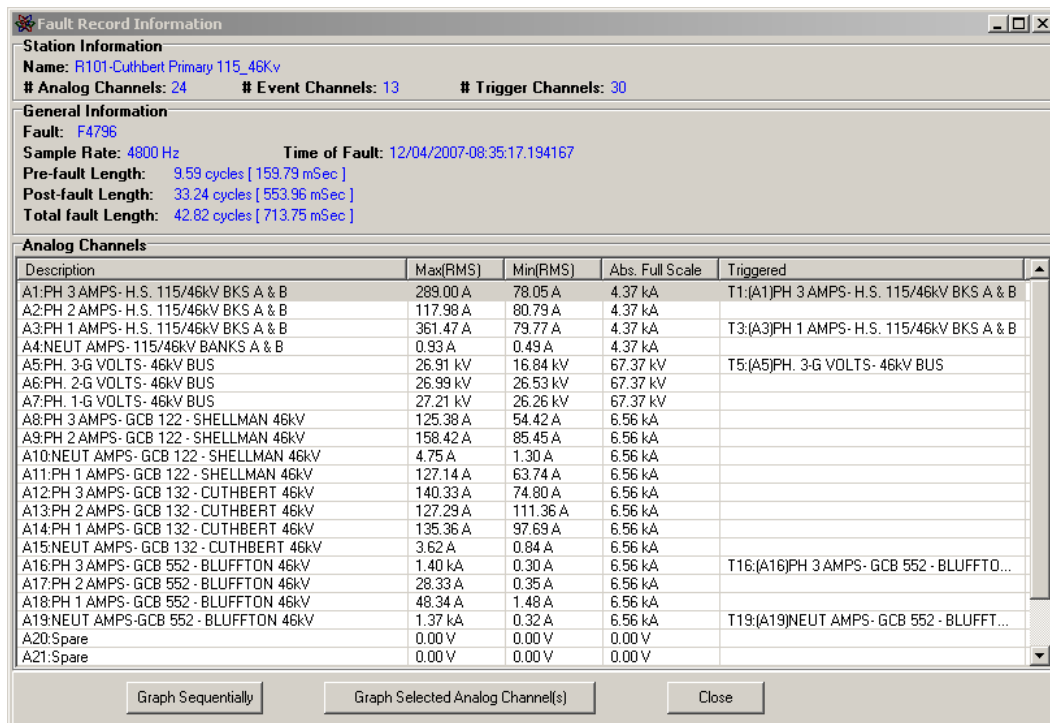 Fault Record Information
Station Information
Name: R101-Cuthbert Primary 115_46Kv
# Analog Channels: 24 # Event Channels: 13 # Trigger Channels: 30
General Information
Fault: F4796
Sample Rate: 4800 Hz Time of Fault: 12/04/2007-08:35:17.194167
Pre-fault Length: 9.59 cycles [ 159.79 mSec ]
Post-fault Length: 33.24 cycles [ 553.96 mSec ]
Total fault Length: 42.82 cycles [ 713.75 mSec ]
Analog Channels
Description Max(RMS) Min(RMS) Abs. Full Scale Triggered
A1:PH 3 AMPS- H.S. 115/46kV BKS A & B 289.00 A 78.05 A 4.37 kA T1:(A1)PH 3 AMPS- H.S. 115/46kV BKS A & B
A2:PH 2 AMPS- H.S. 115/46kV BKS A & B 117.98 A 80.79 A 4.37 kA
A3:PH 1 AMPS- H.S. 115/46kV BKS A & B 361.47 A 79.77 A 4.37 kA T3:(A3)PH 1 AMPS- H.S. 115/46kV BKS A & B
A4:NEUT AMPS- 115/46kV BANKS A & B 0.93 A 0.49 A 4.37 kA
A5:PH. 3-G VOLTS- 46kV BUS 26.91 kV 16.84 kV 67.37 kV T5:(A5)PH. 3-G VOLTS- 46kV BUS
A6:PH. 2-G VOLTS- 46kV BUS 26.99 kV 26.53 kV 67.37 kV
A7:PH. 1-G VOLTS- 46kV BUS 27.21 kV 26.26 kV 67.37 kV
A8:PH 3 AMPS- GCB 122 - SHELLMAN 46kV 125.38 A 54.42 A 6.56 kA
A9:PH 2 AMPS- GCB 122 - SHELLMAN 46kV 158.42 A 85.45 A 6.56 kA
A10:NEUT AMPS- GCB 122 - SHELLMAN 46kV 4.75 A 1.30 A 6.56 kA
A11:PH 1 AMPS- GCB 122 - SHELLMAN 46kV 127.14 A 63.74 A 6.56 kA
A12:PH 3 AMPS- GCB 132 - CUTHBERT 46kV 140.33 A 74.80 A 6.56 kA
A13:PH 2 AMPS- GCB 132 - CUTHBERT 46kV 127.29 A 111.36 A 6.56 kA
A14:PH 1 AMPS- GCB 132 - CUTHBERT 46kV 135.36 A 97.69 A 6.56 kA
A15:NEUT AMPS- GCB 132 - CUTHBERT 46kV 3.62 A 0.84 A 6.56 kA
A16:PH 3 AMPS- GCB 552 - BLUFFTON 46kV 1.40 kA 0.30 A 6.56 kA T16:(A16)PH 3 AMPS- GCB 552 - BLUFFTO...
A17:PH 2 AMPS- GCB 552 - BLUFFTON 46kV 28.33 A 0.35 A 6.56 kA
A18:PH 1 AMPS- GCB 552 - BLUFFTON 46kV 48.34 A 1.48 A 6.56 kA
A19:NEUT AMPS-GCB 552 - BLUFFTON 46kV 1.37 kA 0.32 A 6.56 kA T19:(A19)NEUT AMPS- GCB 552 - BLUFFT...
A20:Spare 0.00 V 0.00 V 0.00 V
A21:Spare 0.00 V 0.00 V 0.00 V
Graph Sequentially Graph Selected Analog Channel(s) Close